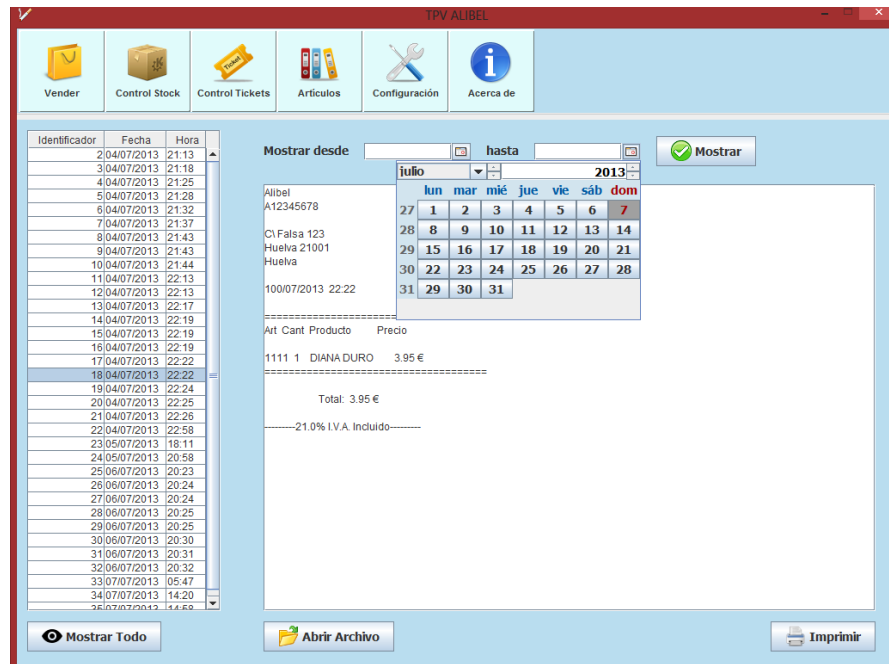 TPV ALIBEL
Ticket
Vender Control Stock Control Tickets Artículos Configuración Acerca de
Identificador Fecha Hora
2 04/07/2013 21:13
3 04/07/2013 21:18
4 04/07/2013 21:25
5 04/07/2013 21:28
6 04/07/2013 21:32
7 04/07/2013 21:37
8 04/07/2013 21:43
9 04/07/2013 21:43
10 04/07/2013 21:44
11 04/07/2013 22:13
12 04/07/2013 22:13
13 04/07/2013 22:17
14 04/07/2013 22:19
15 04/07/2013 22:19
16 04/07/2013 22:19
17 04/07/2013 22:22
18 04/07/2013 22:22
19 04/07/2013 22:24
20 04/07/2013 22:25
21 04/07/2013 22:26
22 04/07/2013 22:58
23 05/07/2013 18:11
24 05/07/2013 20:58
25 06/07/2013 20:23
26 06/07/2013 20:24
27 06/07/2013 20:24
28 06/07/2013 20:25
29 06/07/2013 20:25
30 06/07/2013 20:30
31 06/07/2013 20:31
32 06/07/2013 20:32
33 07/07/2013 05:47
34 07/07/2013 14:20
35 07/07/2013 14:58
Mostrar desde hasta Mostrar
julio 2013
lun mar mié jue vie sáb dom
27 1 2 3 4 5 6 7
28 8 9 10 11 12 13 14
29 15 16 17 18 19 20 21
30 22 23 24 25 26 27 28
31 29 30 31
Alibel
A12345678
C\ Falsa 123
Huelva 21001
Huelva
100/07/2013 22:22
======================
Art Cant Producto Precio
1111 1 DIANA DURO 3.95 €
=====================================
Total: 3.95 €
---------21.0% I.V.A. Incluido---------
Mostrar Todo Abrir Archivo Imprimir